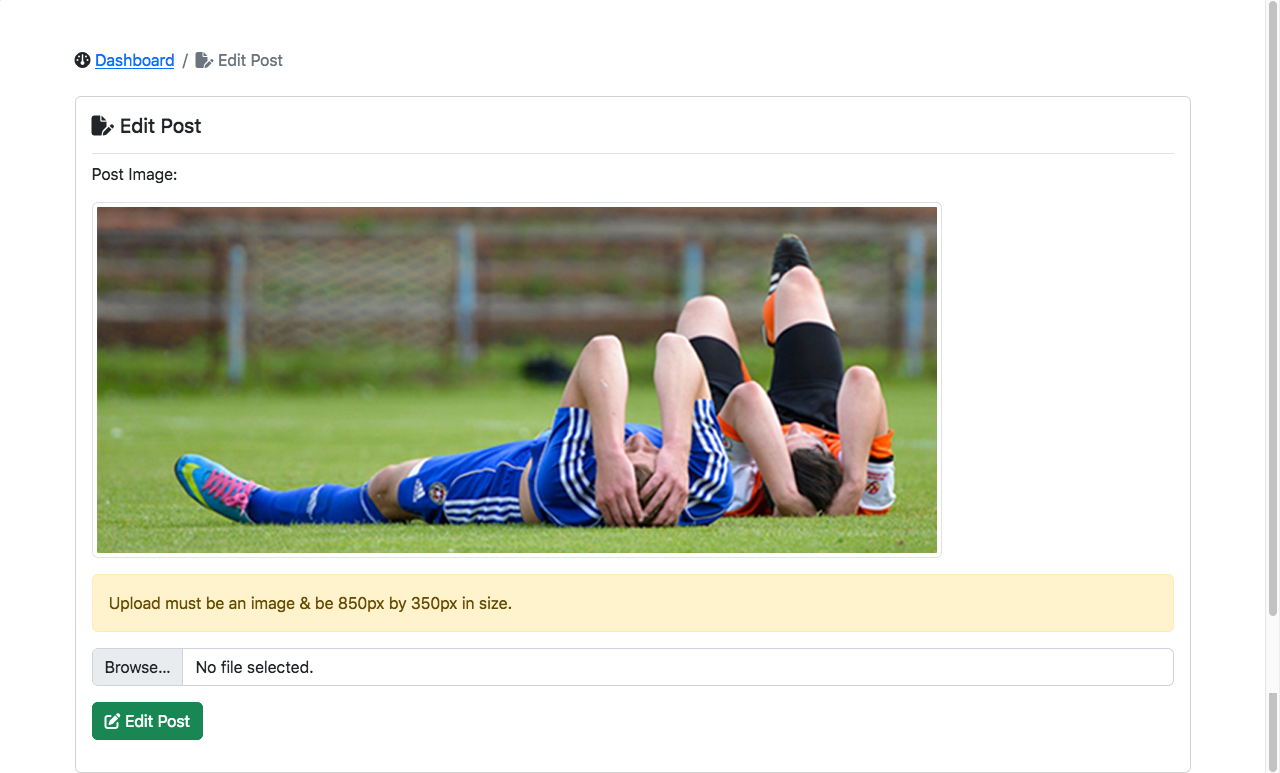 Dashboard / Edit Post
Edit Post
Post Image:
Upload must be an image & be 850px by 350px in size.
Browse... No file selected.
Edit Post